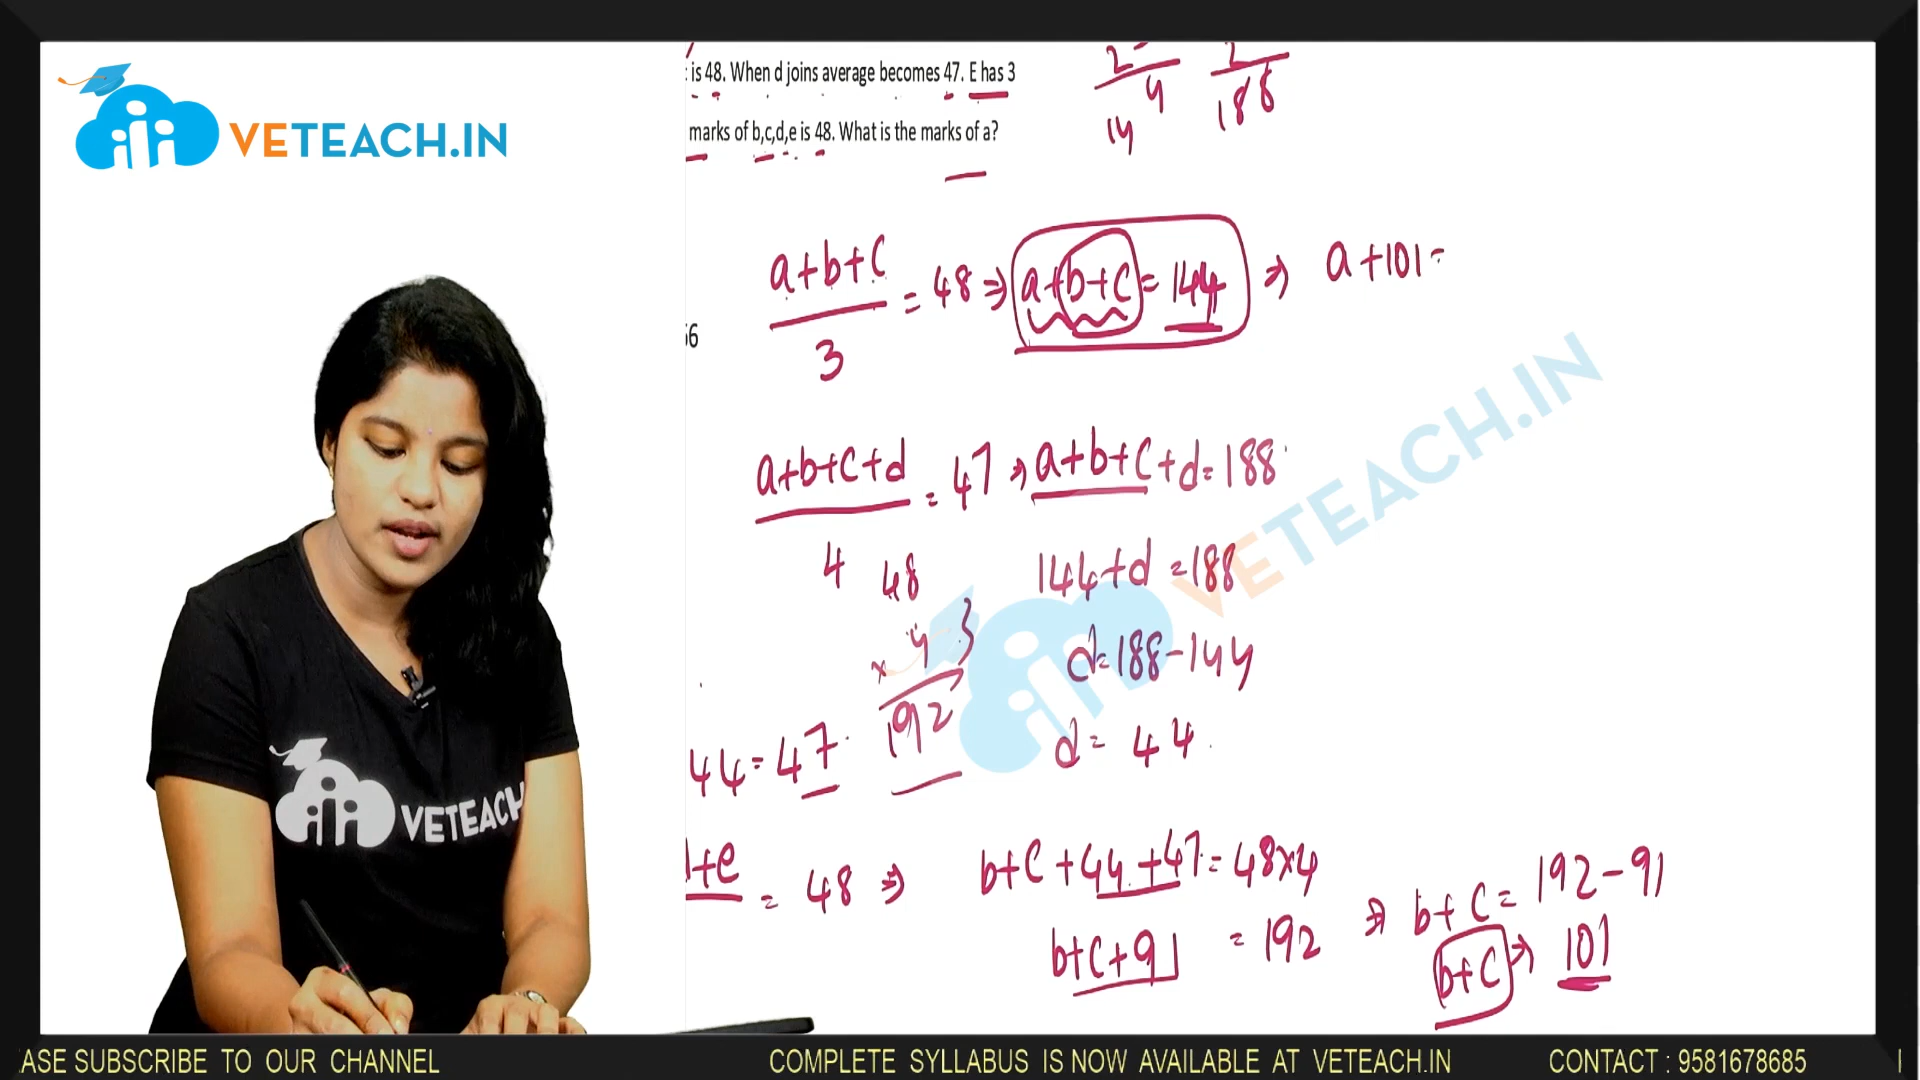 VETEACH.IN
is 48. When d joins average becomes 47. E has 3
marks of b,c,d,e is 48. What is the marks of a?
14
188
a+b+c
3
= 48 ⇒ a+b+c = 144 ⇒ a+101=
a+b+c+d
4
= 47 ⇒ a+b+c+d=188
48
144+d =188
x 4
192
d=188-144
44=47
d= 44
+e
= 48 ⇒
b+c+44+47=48x4
b+c+91 =192 ⇒ b+c= 192-91
b+c ⇒ 101
VETEACH.IN
VETEACH
ASE SUBSCRIBE TO OUR CHANNEL
COMPLETE SYLLABUS IS NOW AVAILABLE AT VETEACH.IN
CONTACT : 9581678685